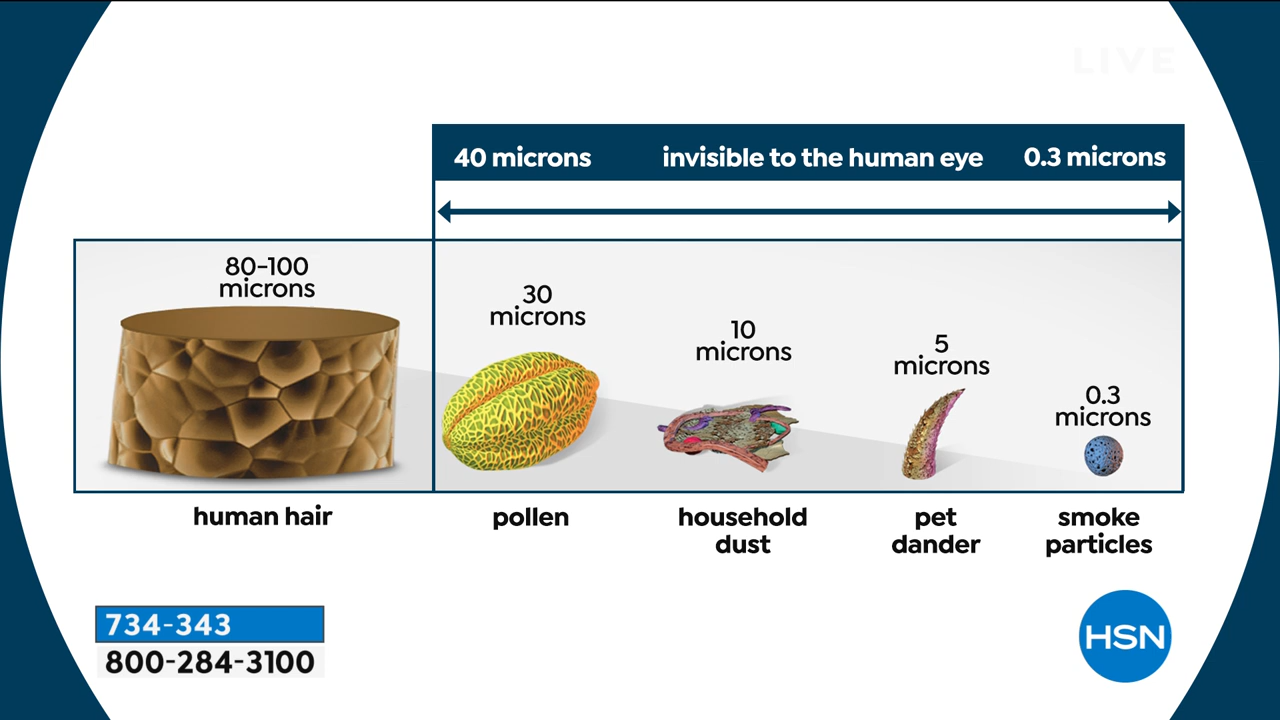 LIVE
40 microns invisible to the human eye 0.3 microns
80-100
microns
30
microns
10
microns
5
microns
0.3
microns
human hair
pollen
household
dust
pet
dander
smoke
particles
734-343
800-284-3100
HSN